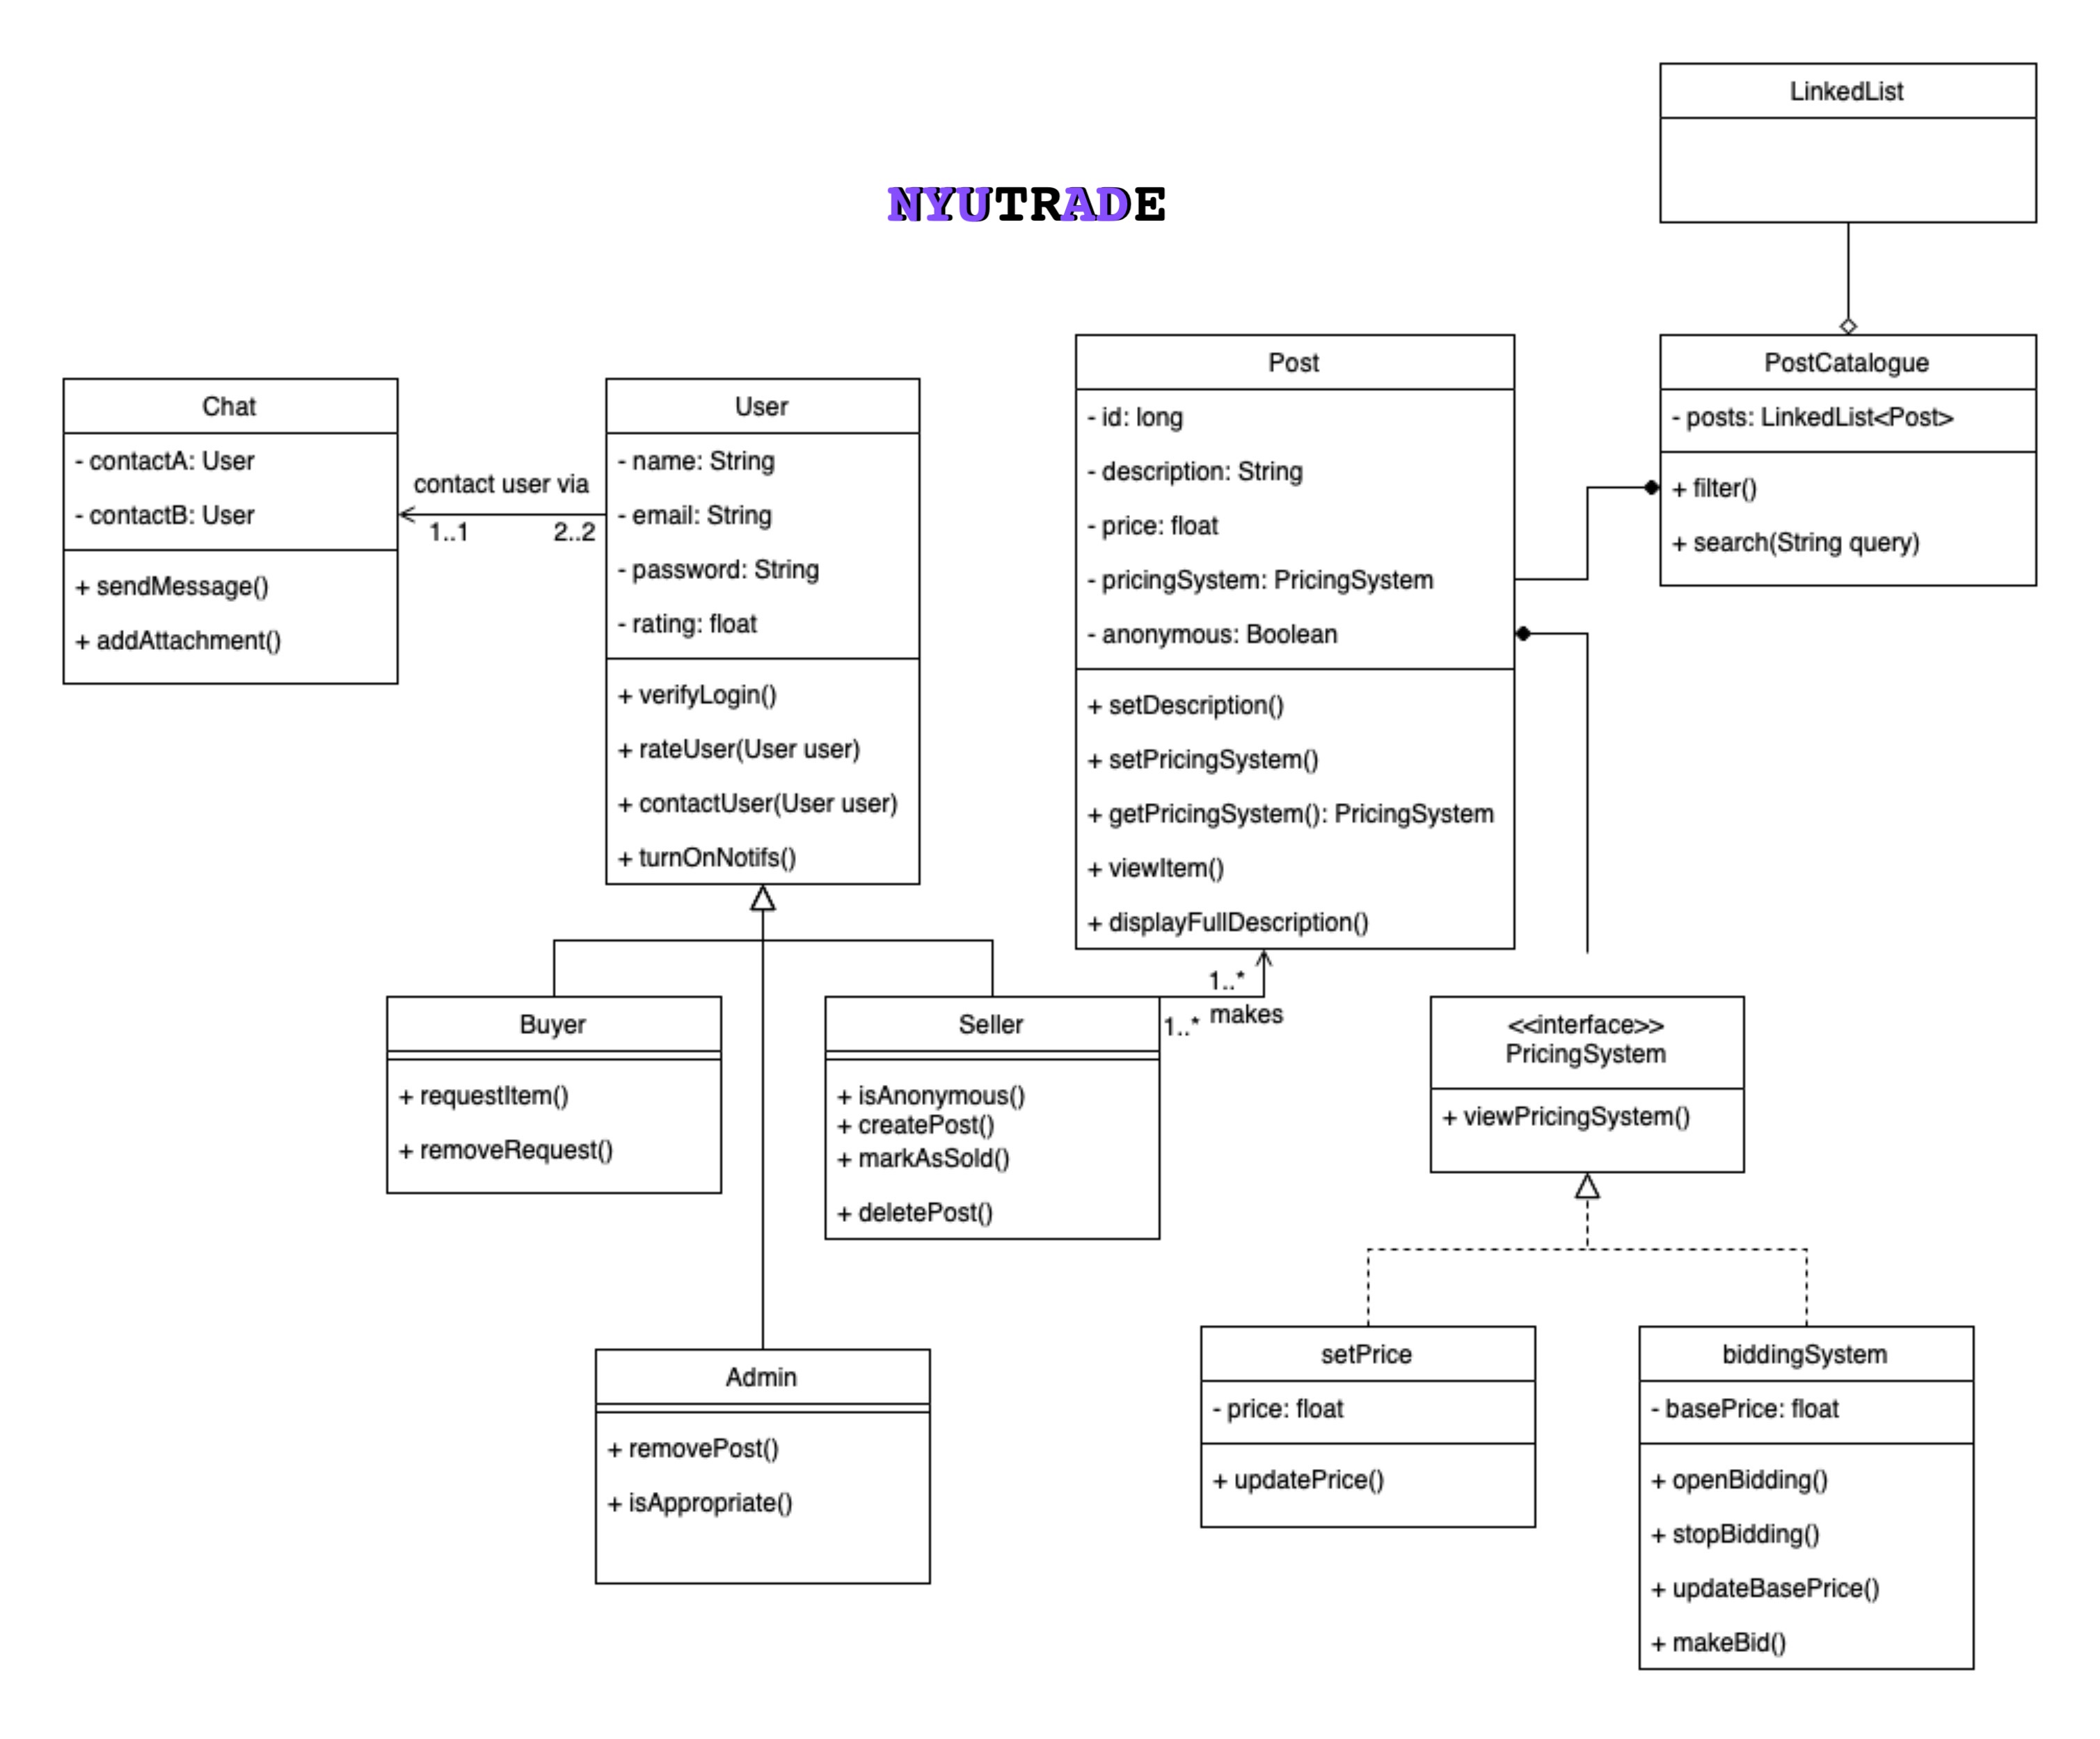 LinkedList
NYUTRADE
Chat
- contactA: User
- contactB: User
+ sendMessage()
+ addAttachment()
contact user via
1..1
2..2
User
- name: String
- email: String
- password: String
- rating: float
+ verifyLogin()
+ rateUser(User user)
+ contactUser(User user)
+ turnOnNotifs()
Post
- id: long
- description: String
- price: float
- pricingSystem: PricingSystem
- anonymous: Boolean
+ setDescription()
+ setPricingSystem()
+ getPricingSystem(): PricingSystem
+ viewItem()
+ displayFullDescription()
PostCatalogue
- posts: LinkedList<Post>
+ filter()
+ search(String query)
Buyer
+ requestItem()
+ removeRequest()
Seller
+ isAnonymous()
+ createPost()
+ markAsSold()
+ deletePost()
1..*
1..*
makes
<<interface>>
PricingSystem
+ viewPricingSystem()
Admin
+ removePost()
+ isAppropriate()
setPrice
- price: float
+ updatePrice()
biddingSystem
- basePrice: float
+ openBidding()
+ stopBidding()
+ updateBasePrice()
+ makeBid()